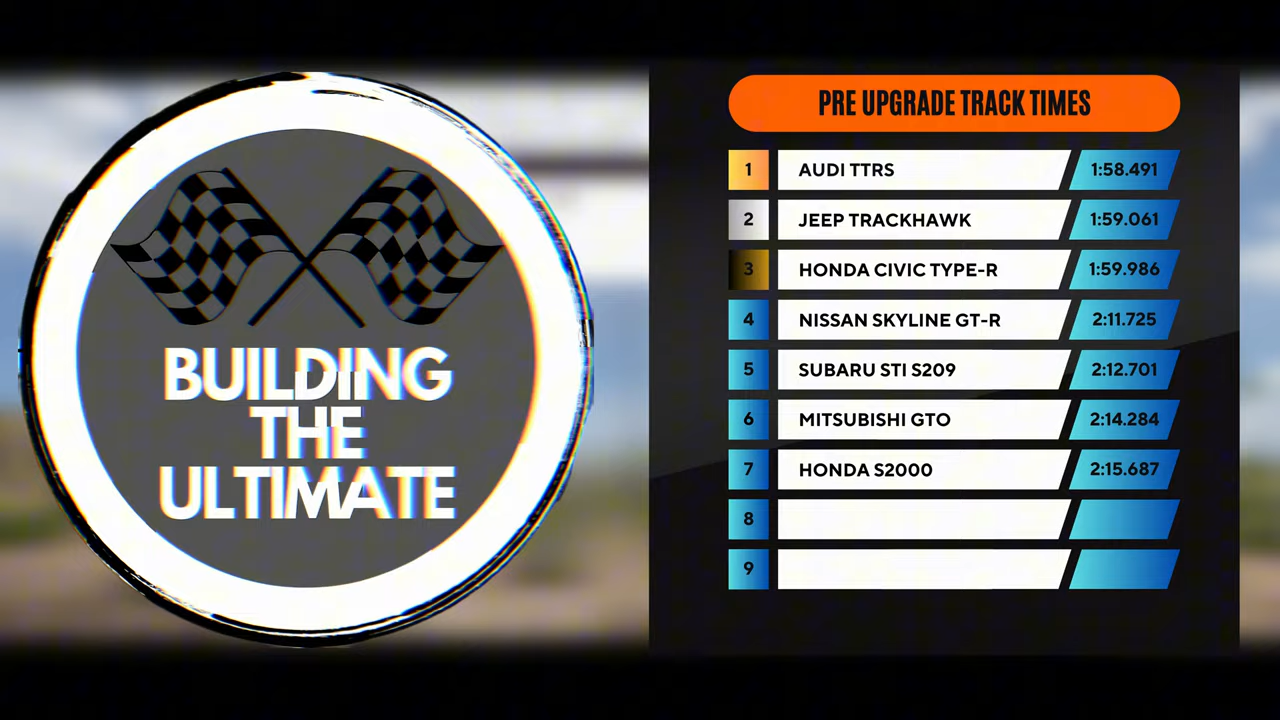 BUILDING
THE
ULTIMATE
PRE UPGRADE TRACK TIMES
1 AUDI TTRS 1:58.491
2 JEEP TRACKHAWK 1:59.061
3 HONDA CIVIC TYPE-R 1:59.986
4 NISSAN SKYLINE GT-R 2:11.725
5 SUBARU STI S209 2:12.701
6 MITSUBISHI GTO 2:14.284
7 HONDA S2000 2:15.687
8
9